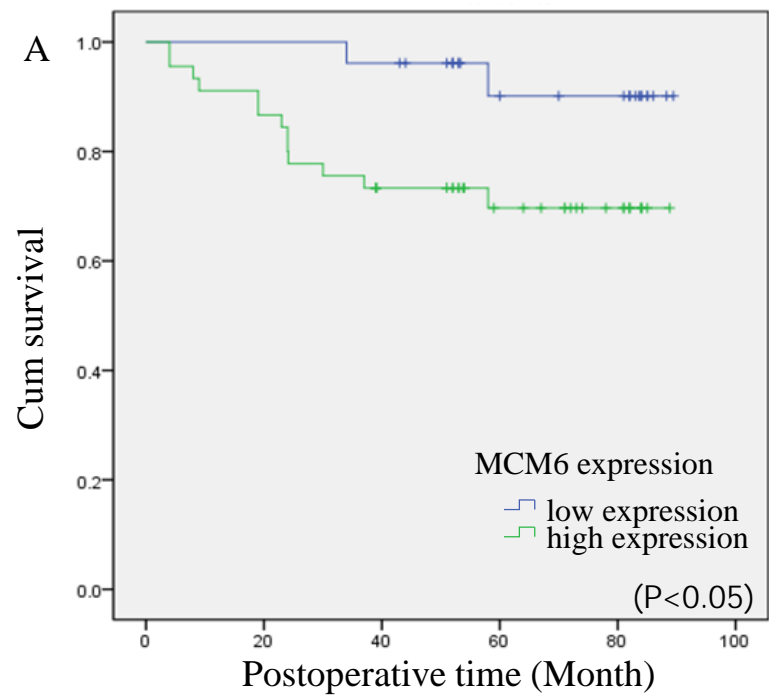 A
1.0
0.8
0.6
0.4
0.2
0.0
Cum survival
MCM6 expression
low expression
high expression
(P<0.05)
0 20 40 60 80 100
Postoperative time (Month)